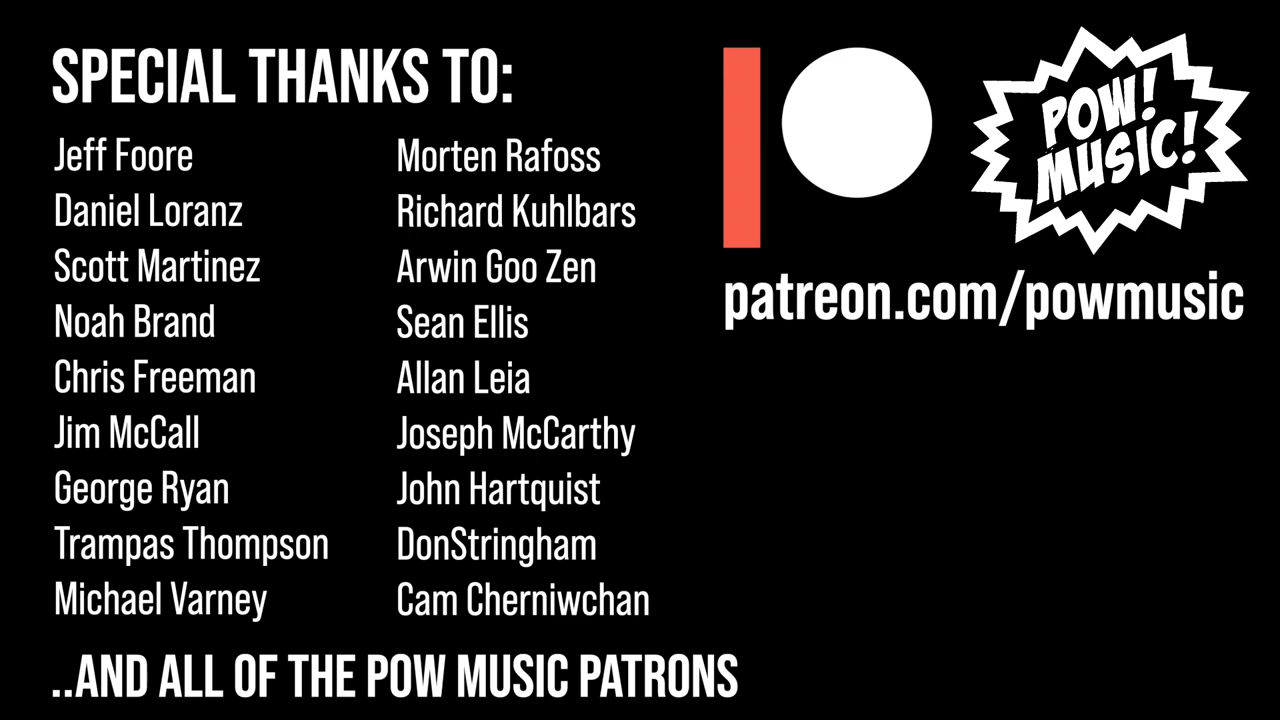 SPECIAL THANKS TO:
Jeff Foore
Daniel Loranz
Scott Martinez
Noah Brand
Chris Freeman
Jim McCall
George Ryan
Trampas Thompson
Michael Varney
Morten Rafoss
Richard Kuhlbars
Arwin Goo Zen
Sean Ellis
Allan Leia
Joseph McCarthy
John Hartquist
DonStringham
Cam Cherniwchan
..AND ALL OF THE POW MUSIC PATRONS
POW!
MUSIC!
patreon.com/powmusic